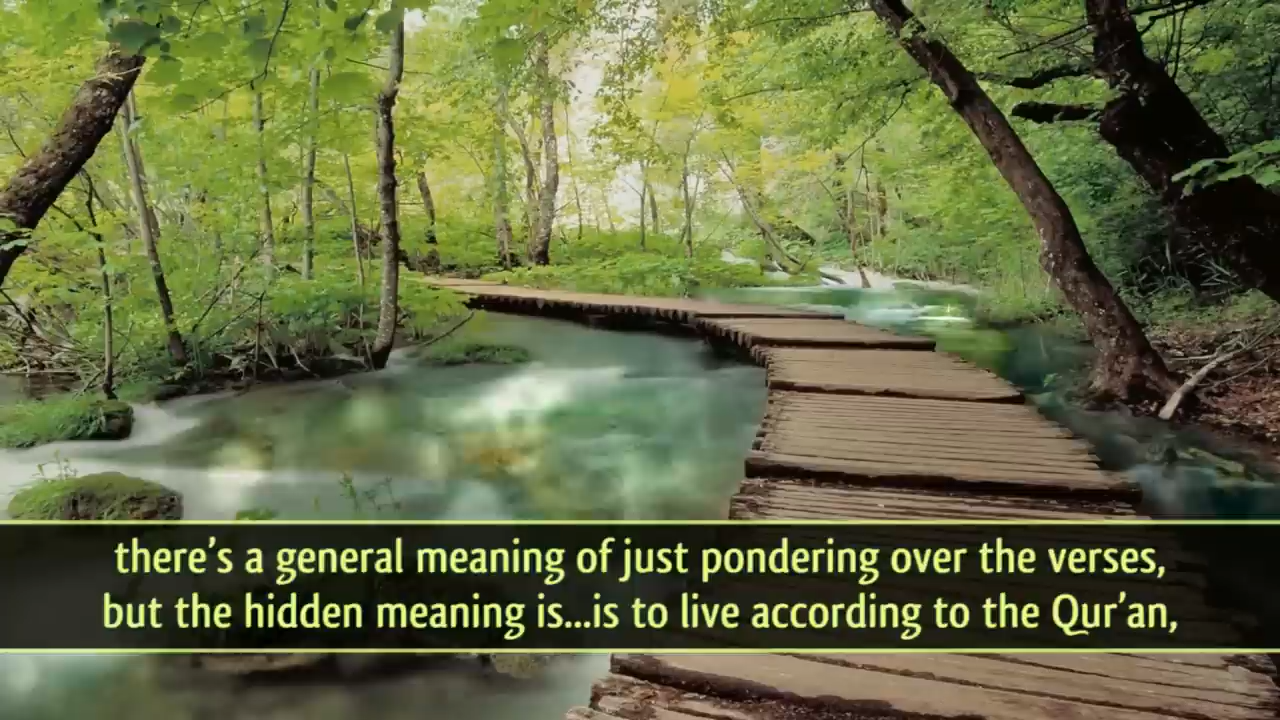 there’s a general meaning of just pondering over the verses,
but the hidden meaning is...is to live according to the Qur’an,